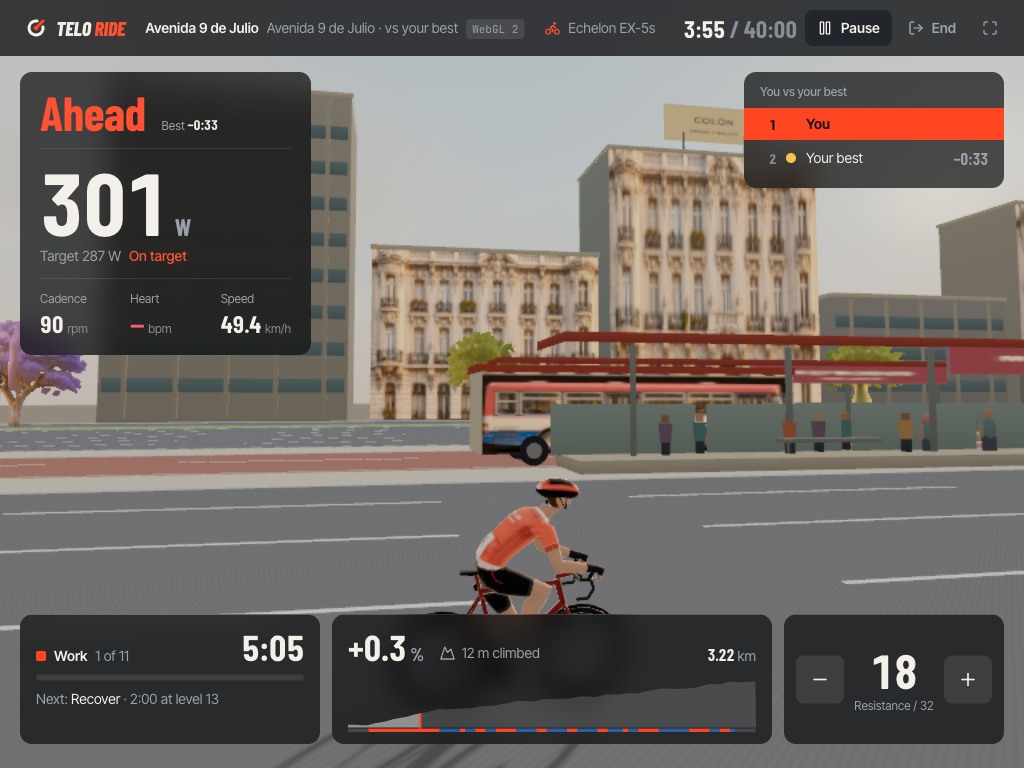 TELO RIDE
Avenida 9 de Julio Avenida 9 de Julio · vs your best WebGL 2 Echelon EX-5s 3:55 / 40:00 Pause End
Ahead Best −0:33
301 W
Target 287 W On target
Cadence Heart Speed
90 rpm — bpm 49.4 km/h
You vs your best
1 You
2 Your best −0:33
COLÓN
Work 1 of 11 5:05
Next: Recover · 2:00 at level 13
+0.3 % 12 m climbed 3.22 km
− 18 +
Resistance / 32